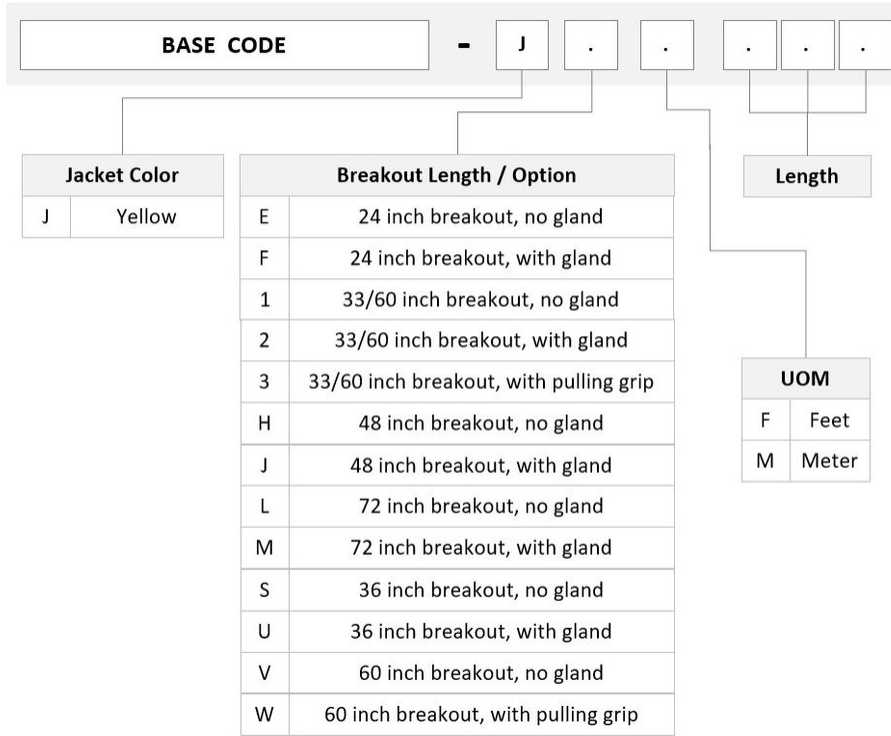 BASE CODE - J . . . . .
Jacket Color
J Yellow
Breakout Length / Option
E 24 inch breakout, no gland
F 24 inch breakout, with gland
1 33/60 inch breakout, no gland
2 33/60 inch breakout, with gland
3 33/60 inch breakout, with pulling grip
H 48 inch breakout, no gland
J 48 inch breakout, with gland
L 72 inch breakout, no gland
M 72 inch breakout, with gland
S 36 inch breakout, no gland
U 36 inch breakout, with gland
V 60 inch breakout, no gland
W 60 inch breakout, with pulling grip
Length
UOM
F Feet
M Meter